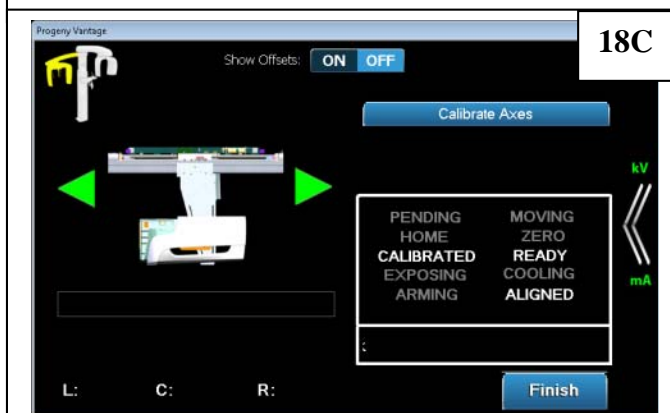 Progeny Vantage
18C
Show Offsets: ON OFF
Calibrate Axes
kV
PENDING MOVING
HOME ZERO
CALIBRATED READY
EXPOSING COOLING
ARMING ALIGNED
mA
:
L: C: R: Finish